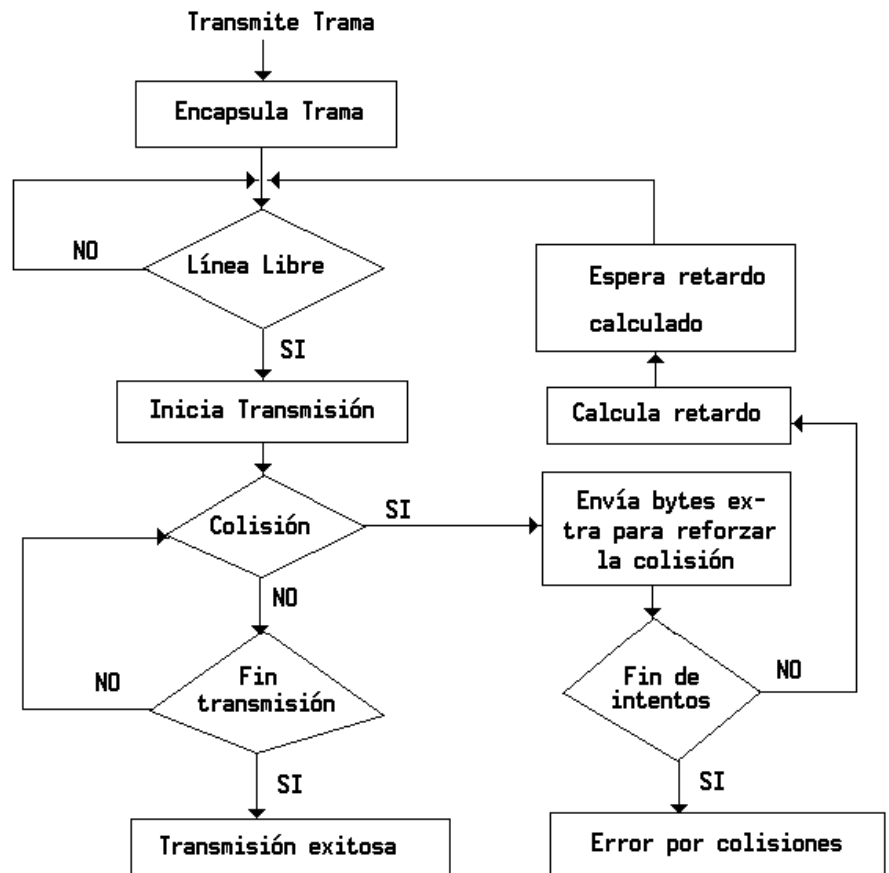 Transmite Trama
Encapsula Trama
NO
Línea Libre
Espera retardo
calculado
SI
Inicia Transmisión
Calcula retardo
Colisión
SI
Envía bytes ex-
tra para reforzar
la colisión
NO
NO
Fin
transmisión
Fin de
intentos
NO
SI
SI
Transmisión exitosa
Error por colisiones